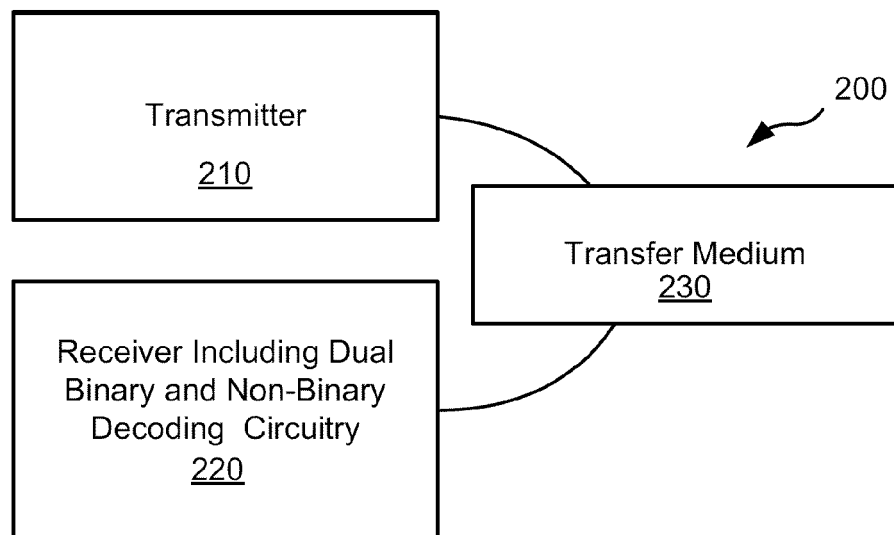 Transmitter
210
200
Transfer Medium
230
Receiver Including Dual
Binary and Non-Binary
Decoding Circuitry
220